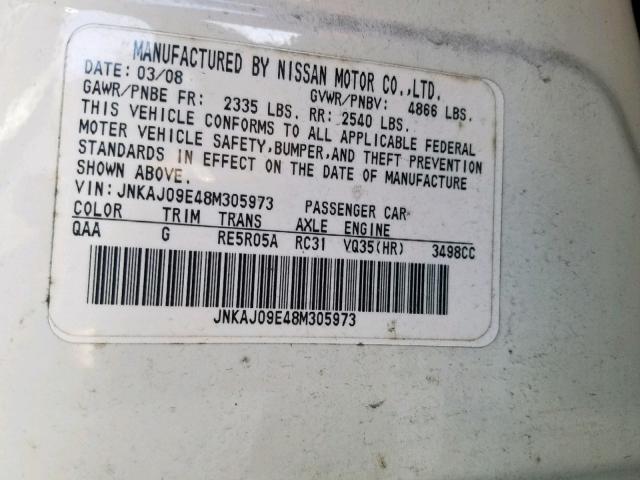 MANUFACTURED BY NISSAN MOTOR CO.,LTD.
DATE: 03/08 GVWR/PNBV: 4866 LBS.
GAWR/PNBE FR: 2335 LBS. RR: 2540 LBS.
THIS VEHICLE CONFORMS TO ALL APPLICABLE FEDERAL
MOTER VEHICLE SAFETY,BUMPER,AND THEFT PREVENTION
STANDARDS IN EFFECT ON THE DATE OF MANUFACTURE
SHOWN ABOVE.
VIN: JNKAJ09E48M305973 PASSENGER CAR
COLOR TRIM TRANS AXLE ENGINE
QAA G RE5R05A RC31 VQ35(HR) 3498CC
JNKAJ09E48M305973